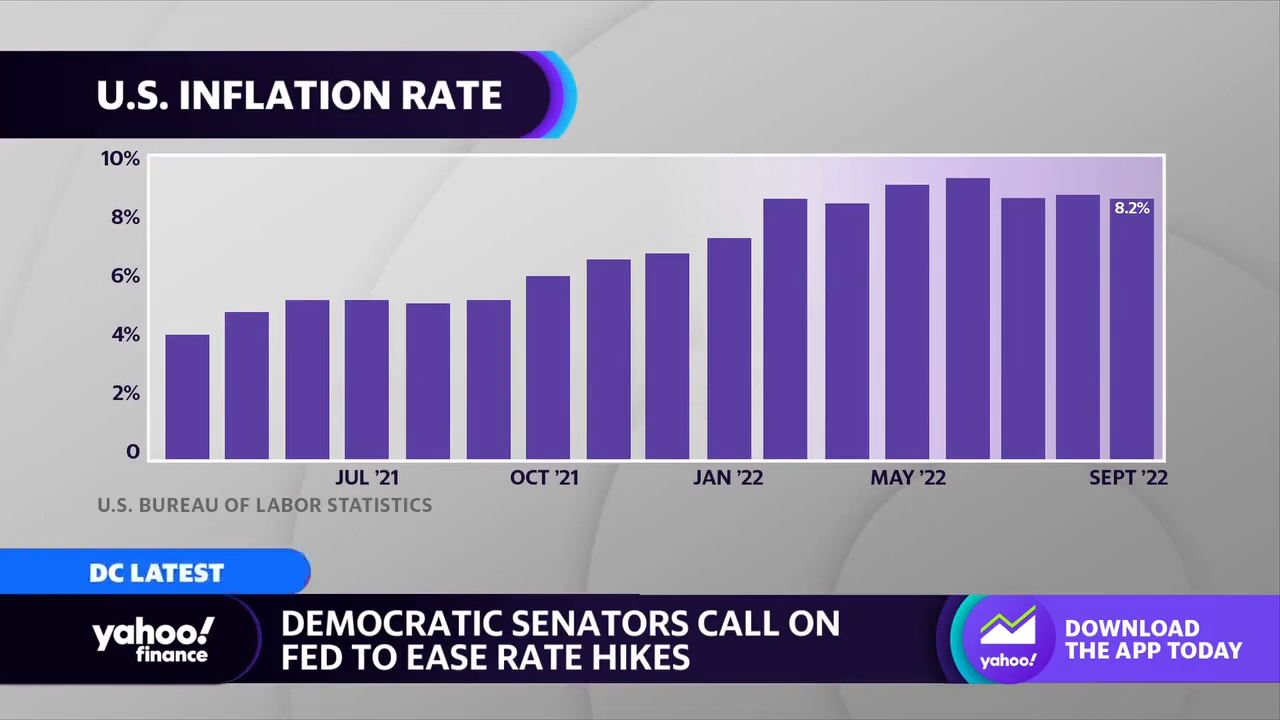 U.S. INFLATION RATE
10%
8%
6%
4%
2%
0
8.2%
JUL ’21
OCT ’21
JAN ’22
MAY ’22
SEPT ’22
U.S. BUREAU OF LABOR STATISTICS
DC LATEST
yahoo!
finance
DEMOCRATIC SENATORS CALL ON
FED TO EASE RATE HIKES
yahoo!
DOWNLOAD
THE APP TODAY